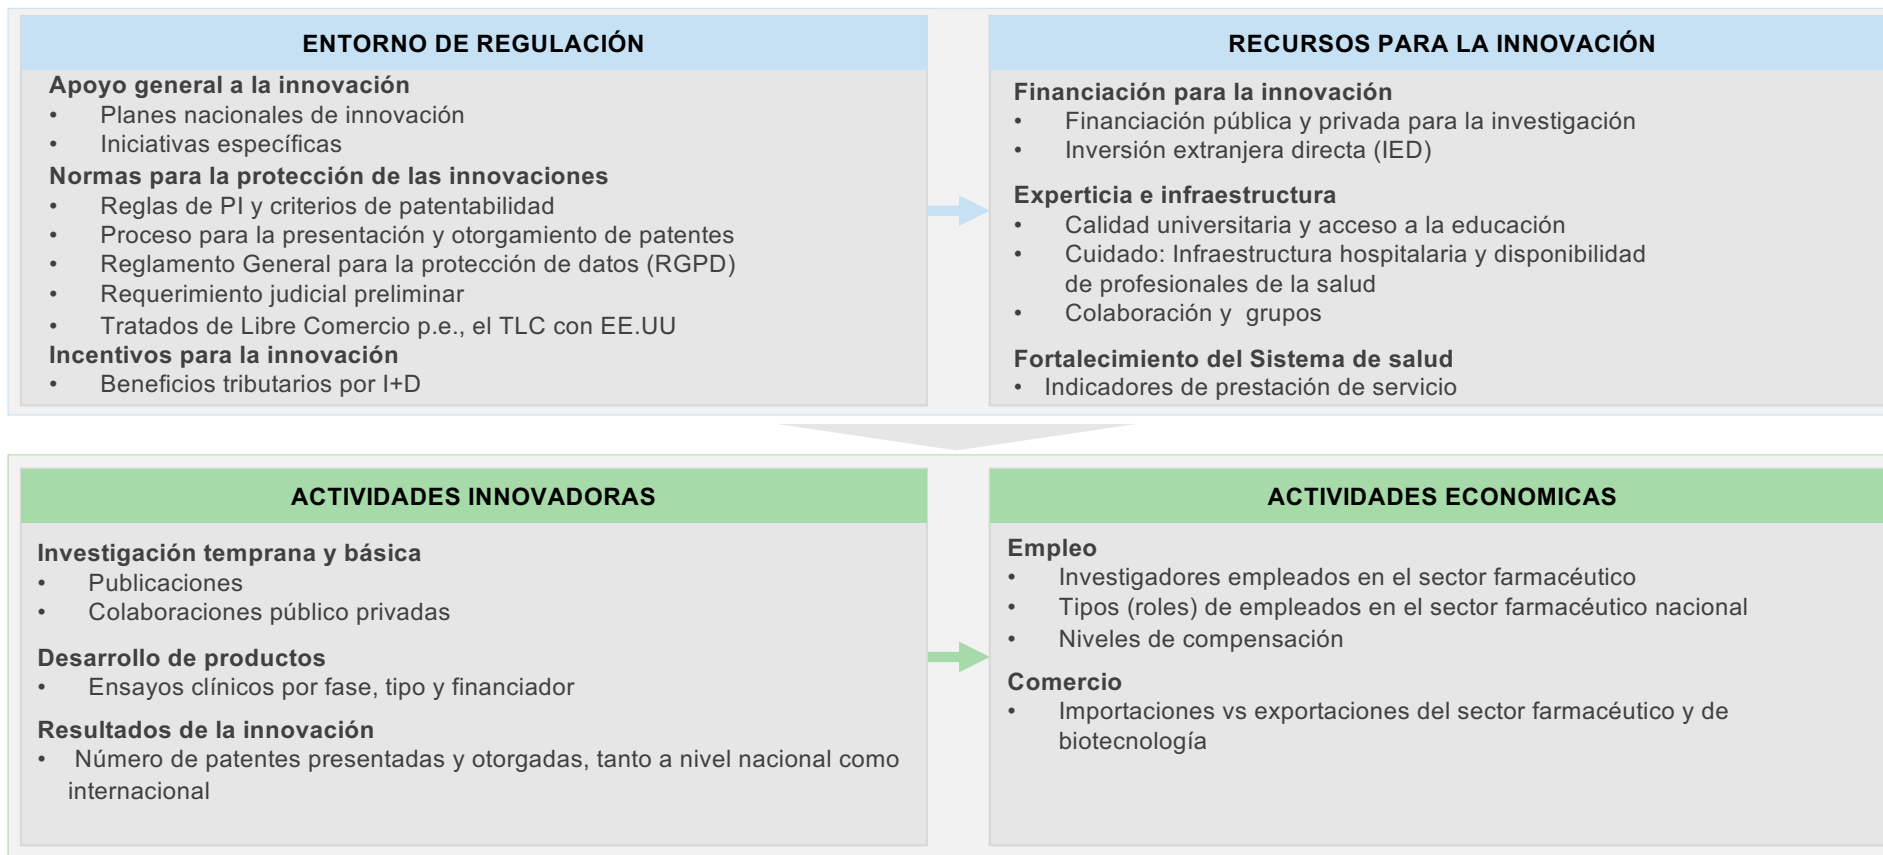 ENTORNO DE REGULACIÓN
Apoyo general a la innovación
• Planes nacionales de innovación
• Iniciativas específicas
Normas para la protección de las innovaciones
• Reglas de PI y criterios de patentabilidad
• Proceso para la presentación y otorgamiento de patentes
• Reglamento General para la protección de datos (RGPD)
• Requerimiento judicial preliminar
• Tratados de Libre Comercio p.e., el TLC con EE.UU
Incentivos para la innovación
• Beneficios tributarios por I+D
RECURSOS PARA LA INNOVACIÓN
Financiación para la innovación
• Financiación pública y privada para la investigación
• Inversión extranjera directa (IED)
Experticia e infraestructura
• Calidad universitaria y acceso a la educación
• Cuidado: Infraestructura hospitalaria y disponibilidad
de profesionales de la salud
• Colaboración y grupos
Fortalecimiento del Sistema de salud
• Indicadores de prestación de servicio
ACTIVIDADES INNOVADORAS
Investigación temprana y básica
• Publicaciones
• Colaboraciones público privadas
Desarrollo de productos
• Ensayos clínicos por fase, tipo y financiador
Resultados de la innovación
• Número de patentes presentadas y otorgadas, tanto a nivel nacional como
internacional
ACTIVIDADES ECONOMICAS
Empleo
• Investigadores empleados en el sector farmacéutico
• Tipos (roles) de empleados en el sector farmacéutico nacional
• Niveles de compensación
Comercio
• Importaciones vs exportaciones del sector farmacéutico y de
biotecnología